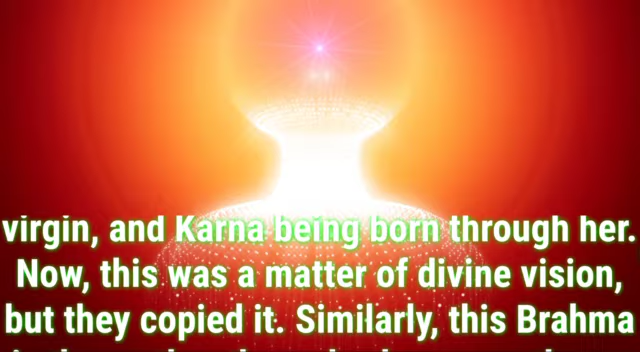 virgin, and Karna being born through her.
Now, this was a matter of divine vision,
but they copied it. Similarly, this Brahma